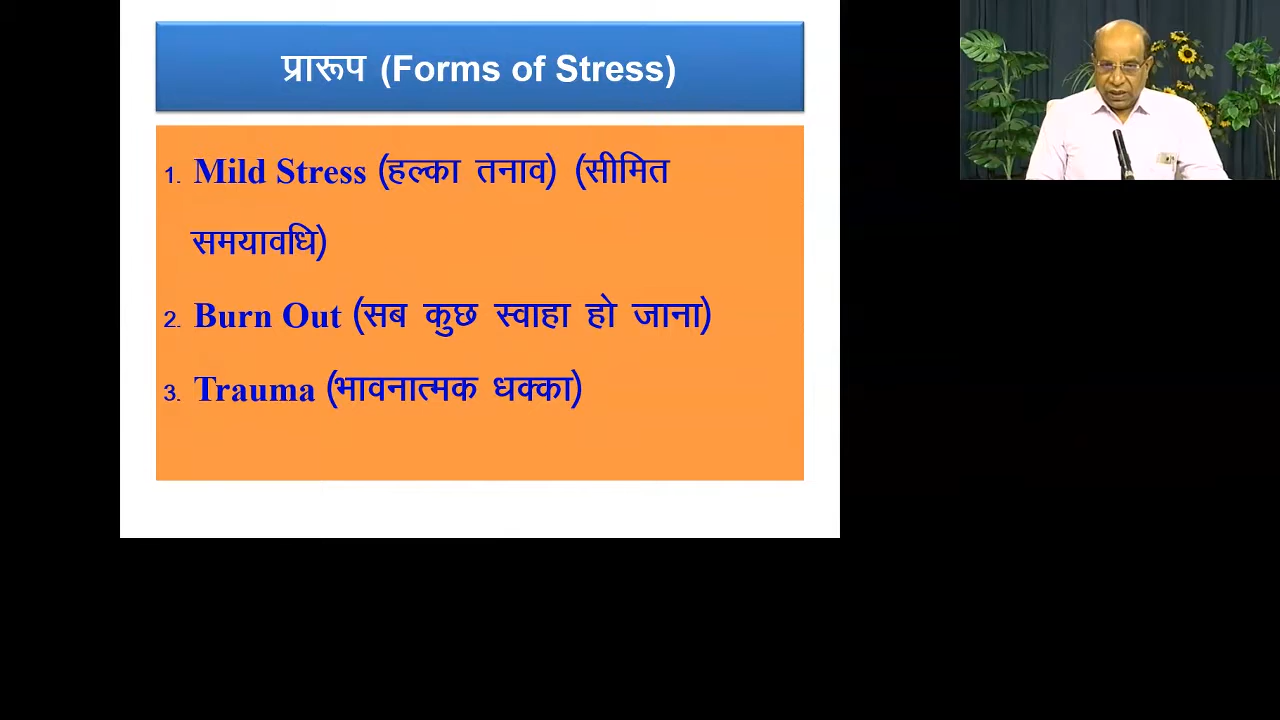 प्रारूप (Forms of Stress)
1. Mild Stress (हल्का तनाव) (सीमित
समयावधि)
2. Burn Out (सब कुछ स्वाहा हो जाना)
3. Trauma (भावनात्मक धक्का)